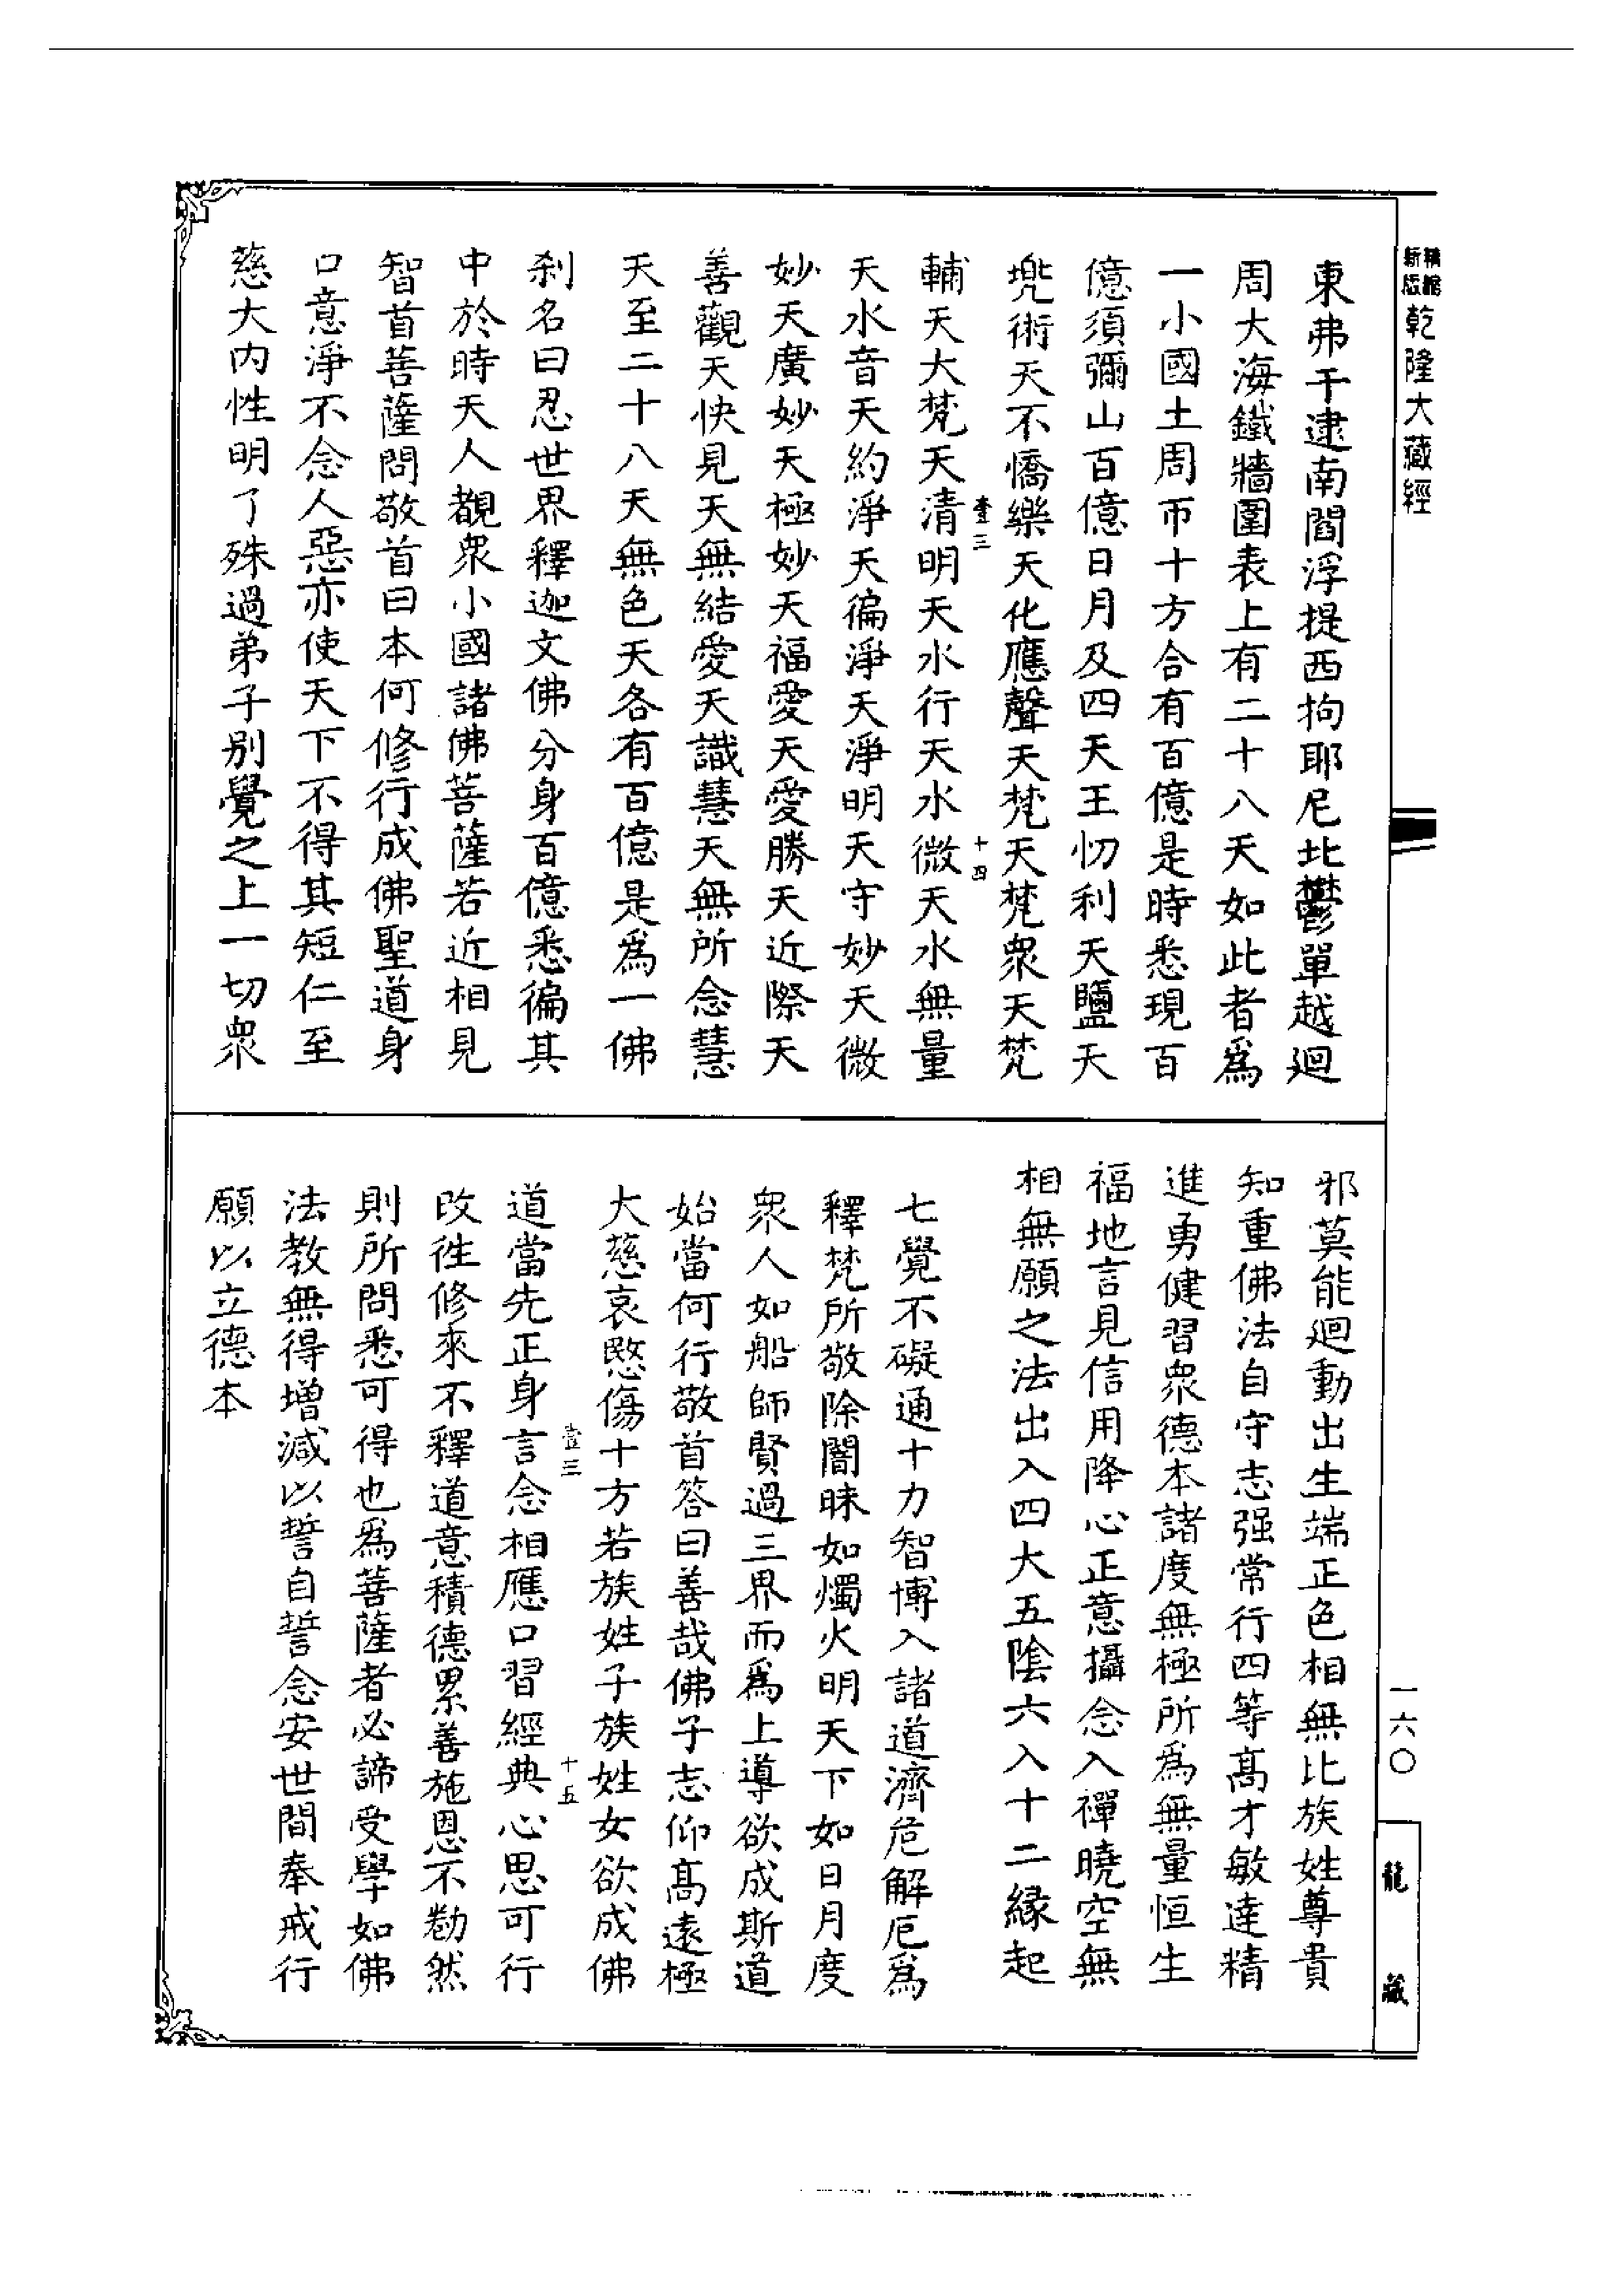 精縮新版乾隆大藏經
東弗于逮南閻浮提西拘耶尼北鬱單越迴
周大海鐵牆圍表上有二十八天如此者爲
一小國土周帀十方合有百億是時悉現百
億須彌山百億日月及四天王忉利天鹽天
兠術天不憍樂天化應聲天梵天梵衆天梵
輔天大梵天清明天水行天水微天水無量
壹三
十四
天水音天約淨天徧淨天淨明天守妙天微
妙天廣妙天極妙天福愛天愛勝天近際天
善觀天快見天無結愛天識慧天無所念慧
天至二十八天無色天各有百億是爲一佛
刹名曰忍世界釋迦文佛分身百億悉徧其
中於時天人覩衆小國諸佛菩薩若近相見
智首菩薩問敬首曰本何修行成佛聖道身
口意淨不念人惡亦使天下不得其短仁至
慈大内性明了殊過弟子别覺之上一切衆
邪莫能迴動出生端正色相無比族姓尊貴
知重佛法自守志强常行四等髙才敏達精
進勇健習衆德本諸度無極所爲無量恒生
福地言見信用降心正意攝念入禪曉空無
相無願之法出入四大五陰六入十二緣起
七覺不礙通十力智博入諸道濟危解厄爲
釋梵所敬除闇昧如燭火明天下如日月度
衆人如船師賢過三界而爲上導欲成斯道
始當何行敬首答曰善哉佛子志仰髙遠極
大慈哀愍傷十方若族姓子族姓女欲成佛
壹三
十五
道當先正身言念相應口習經典心思可行
改徃修來不釋道意積德累善施恩不勌然
則所問悉可得也爲菩薩者必諦受學如佛
法教無得增減以誓自誓念安世間奉戒行
願以立德本
一六〇
龍藏